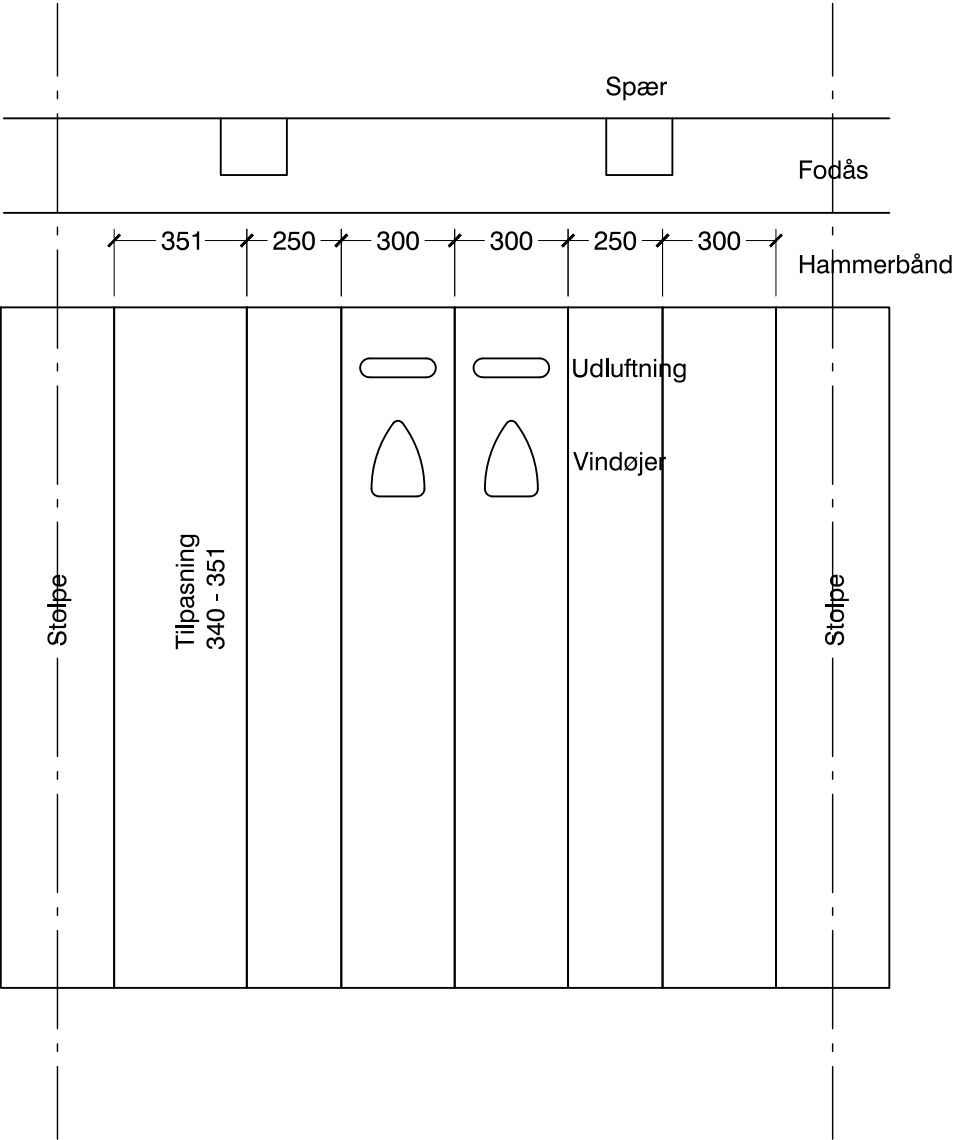 Spær
Fodås
351 250 300 300 250 300
Hammerbånd
Udluftning
Vindøjer
Stolpe
Tilpasning
340 - 351
Stolpe